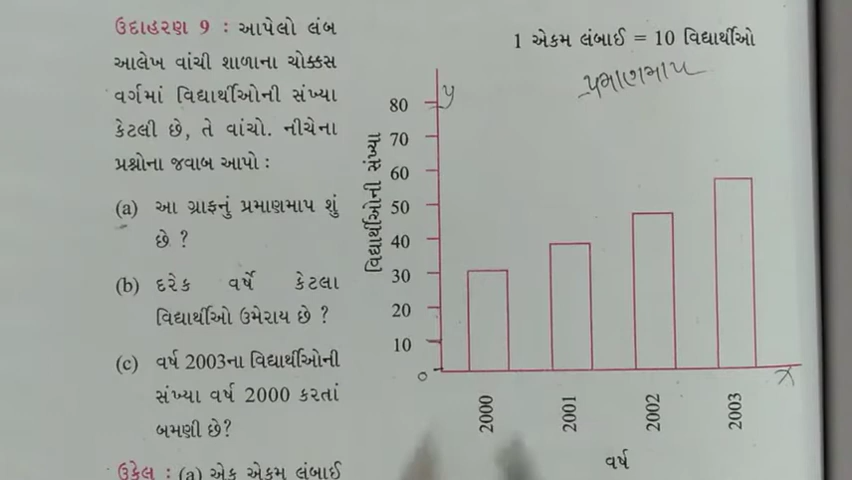 ઉદાહરણ 9 : આપેલો લંબ
આલેખ વાંચી શાળાના ચોક્કસ
વર્ગમાં વિદ્યાર્થીઓની સંખ્યા
કેટલી છે, તે વાંચો. નીચેના
પ્રશ્નોના જવાબ આપો :
(a) આ ગ્રાફનું પ્રમાણમાપ શું
છે ?
(b) દરેક વર્ષે કેટલા
વિદ્યાર્થીઓ ઉમેરાય છે ?
(c) વર્ષ 2003ના વિદ્યાર્થીઓની
સંખ્યા વર્ષ 2000 કરતાં
બમણી છે?
ઉકેલ : (a) એક એકમ લંબાઈ
1 એકમ લંબાઈ = 10 વિદ્યાર્થીઓ
પ્રમાણમાપ
y
વિદ્યાર્થીઓની સંખ્યા
80
70
60
50
40
30
20
10
0
X
2000 2001 2002 2003
વર્ષ